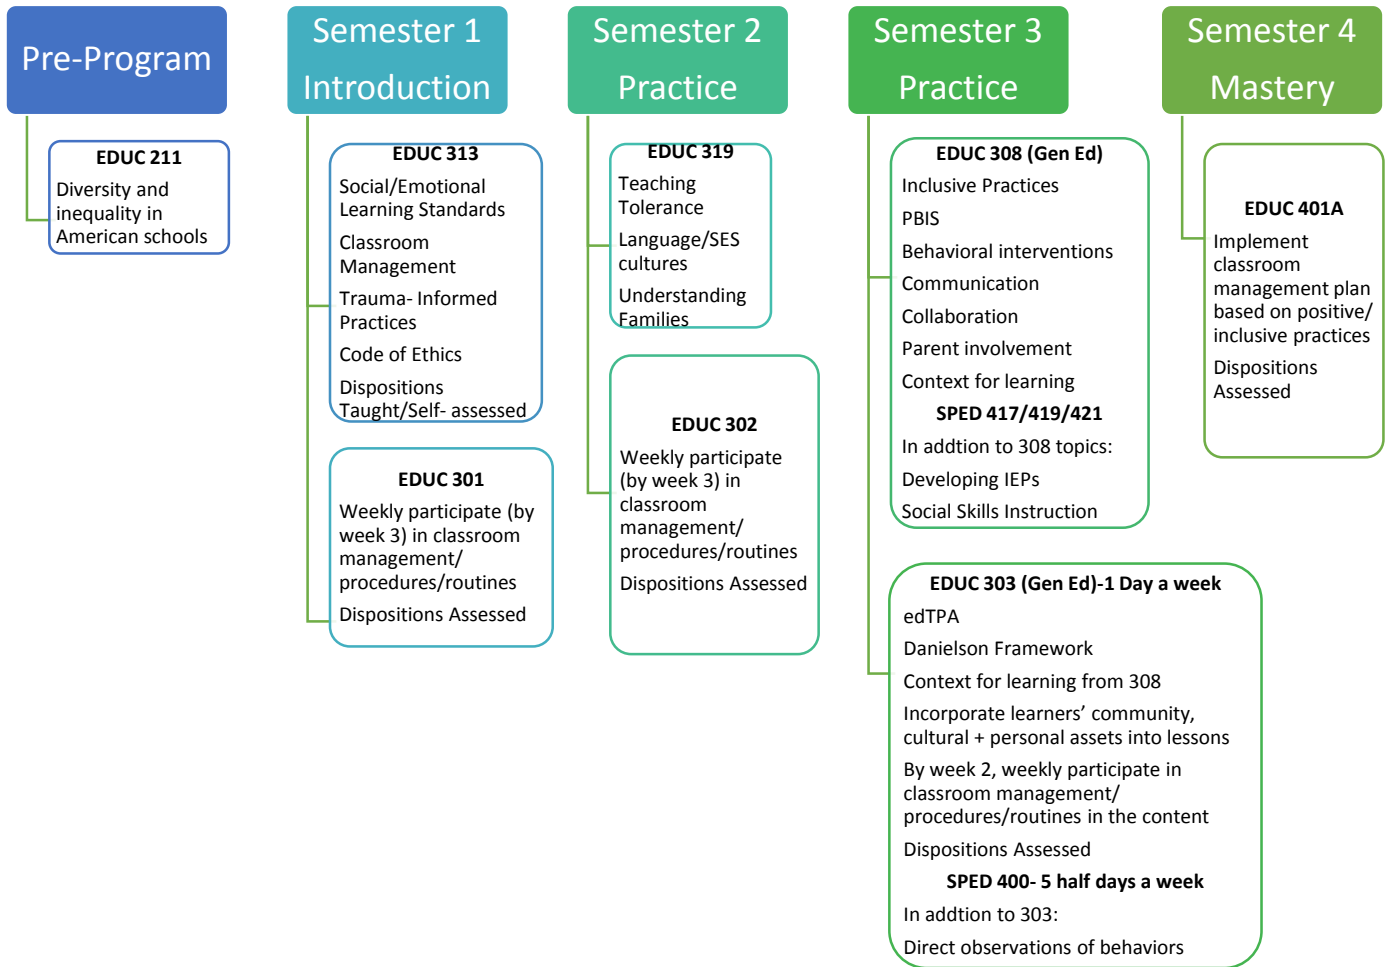 Pre-Program
EDUC 211
Diversity and
inequality in
American schools
Semester 1
Introduction
EDUC 313
Social/Emotional
Learning Standards
Classroom
Management
Trauma- Informed
Practices
Code of Ethics
Dispositions
Taught/Self- assessed
EDUC 301
Weekly participate (by
week 3) in classroom
management/
procedures/routines
Dispositions Assessed
Semester 2
Practice
EDUC 319
Teaching
Tolerance
Language/SES
cultures
Understanding
Families
EDUC 302
Weekly participate
(by week 3) in
classroom
management/
procedures/routines
Dispositions Assessed
Semester 3
Practice
EDUC 308 (Gen Ed)
Inclusive Practices
PBIS
Behavioral interventions
Communication
Collaboration
Parent involvement
Context for learning
SPED 417/419/421
In addtion to 308 topics:
Developing IEPs
Social Skills Instruction
EDUC 303 (Gen Ed)-1 Day a week
edTPA
Danielson Framework
Context for learning from 308
Incorporate learners’ community,
cultural + personal assets into lessons
By week 2, weekly participate in
classroom management/
procedures/routines in the content
Dispositions Assessed
SPED 400- 5 half days a week
In addtion to 303:
Direct observations of behaviors
Semester 4
Mastery
EDUC 401A
Implement
classroom
management plan
based on positive/
inclusive practices
Dispositions
Assessed